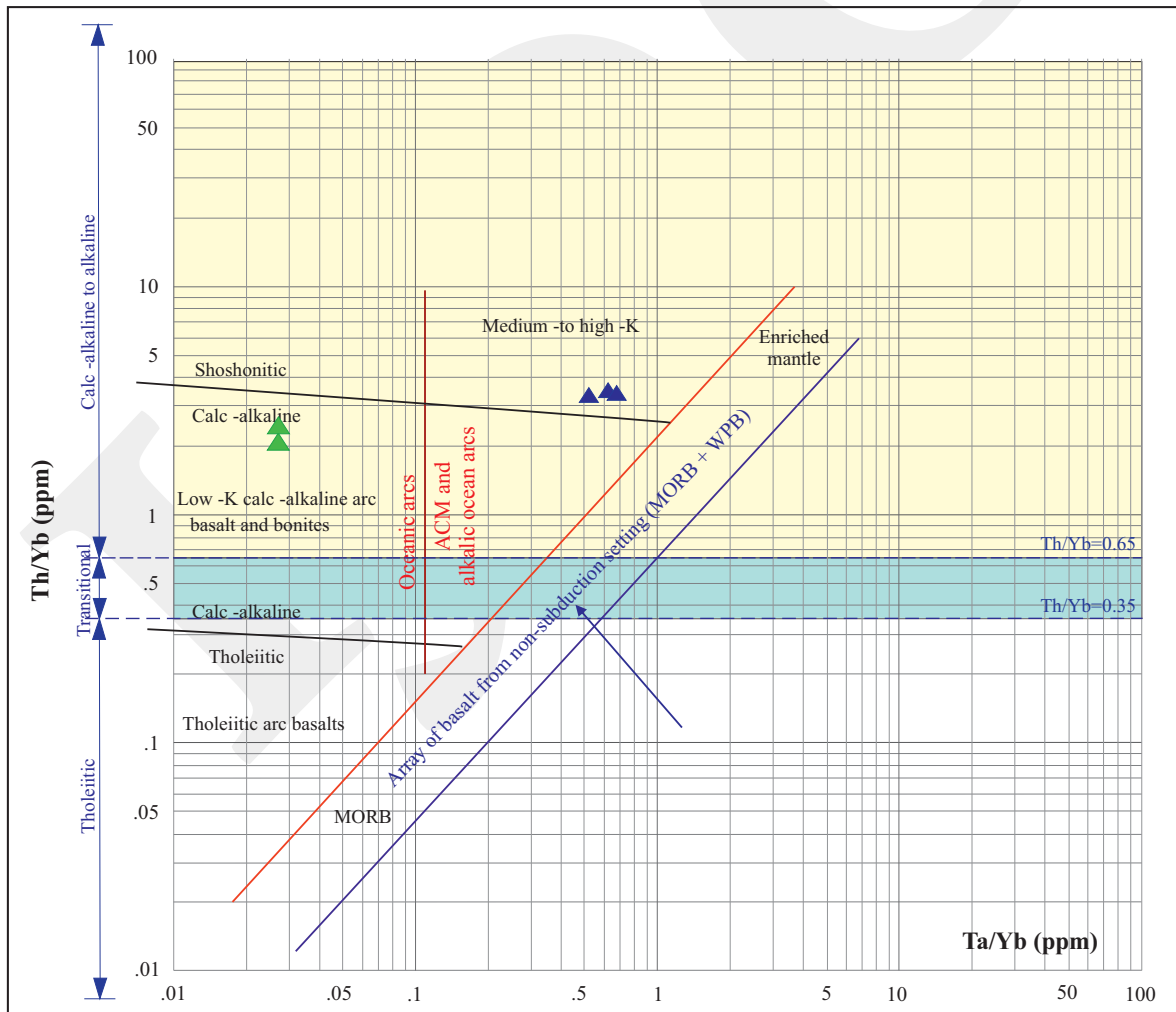 100
50
10
5
1
.5
.1
.05
.01
Th/Yb (ppm)
Calc -alkaline to alkaline
Transitional
Tholeiitic
Medium -to high -K
Enriched
mantle
Shoshonitic
Calc -alkaline
Low -K calc -alkaline arc
basalt and bonites
Oceanic arcs
ACM and
alkalic ocean arcs
Array of basalt from non-subduction setting (MORB + WPB)
Th/Yb=0.65
Th/Yb=0.35
Calc -alkaline
Tholeiitic
Tholeiitic arc basalts
MORB
Ta/Yb (ppm)
.01
.05
.1
.5
1
5
10
50
100